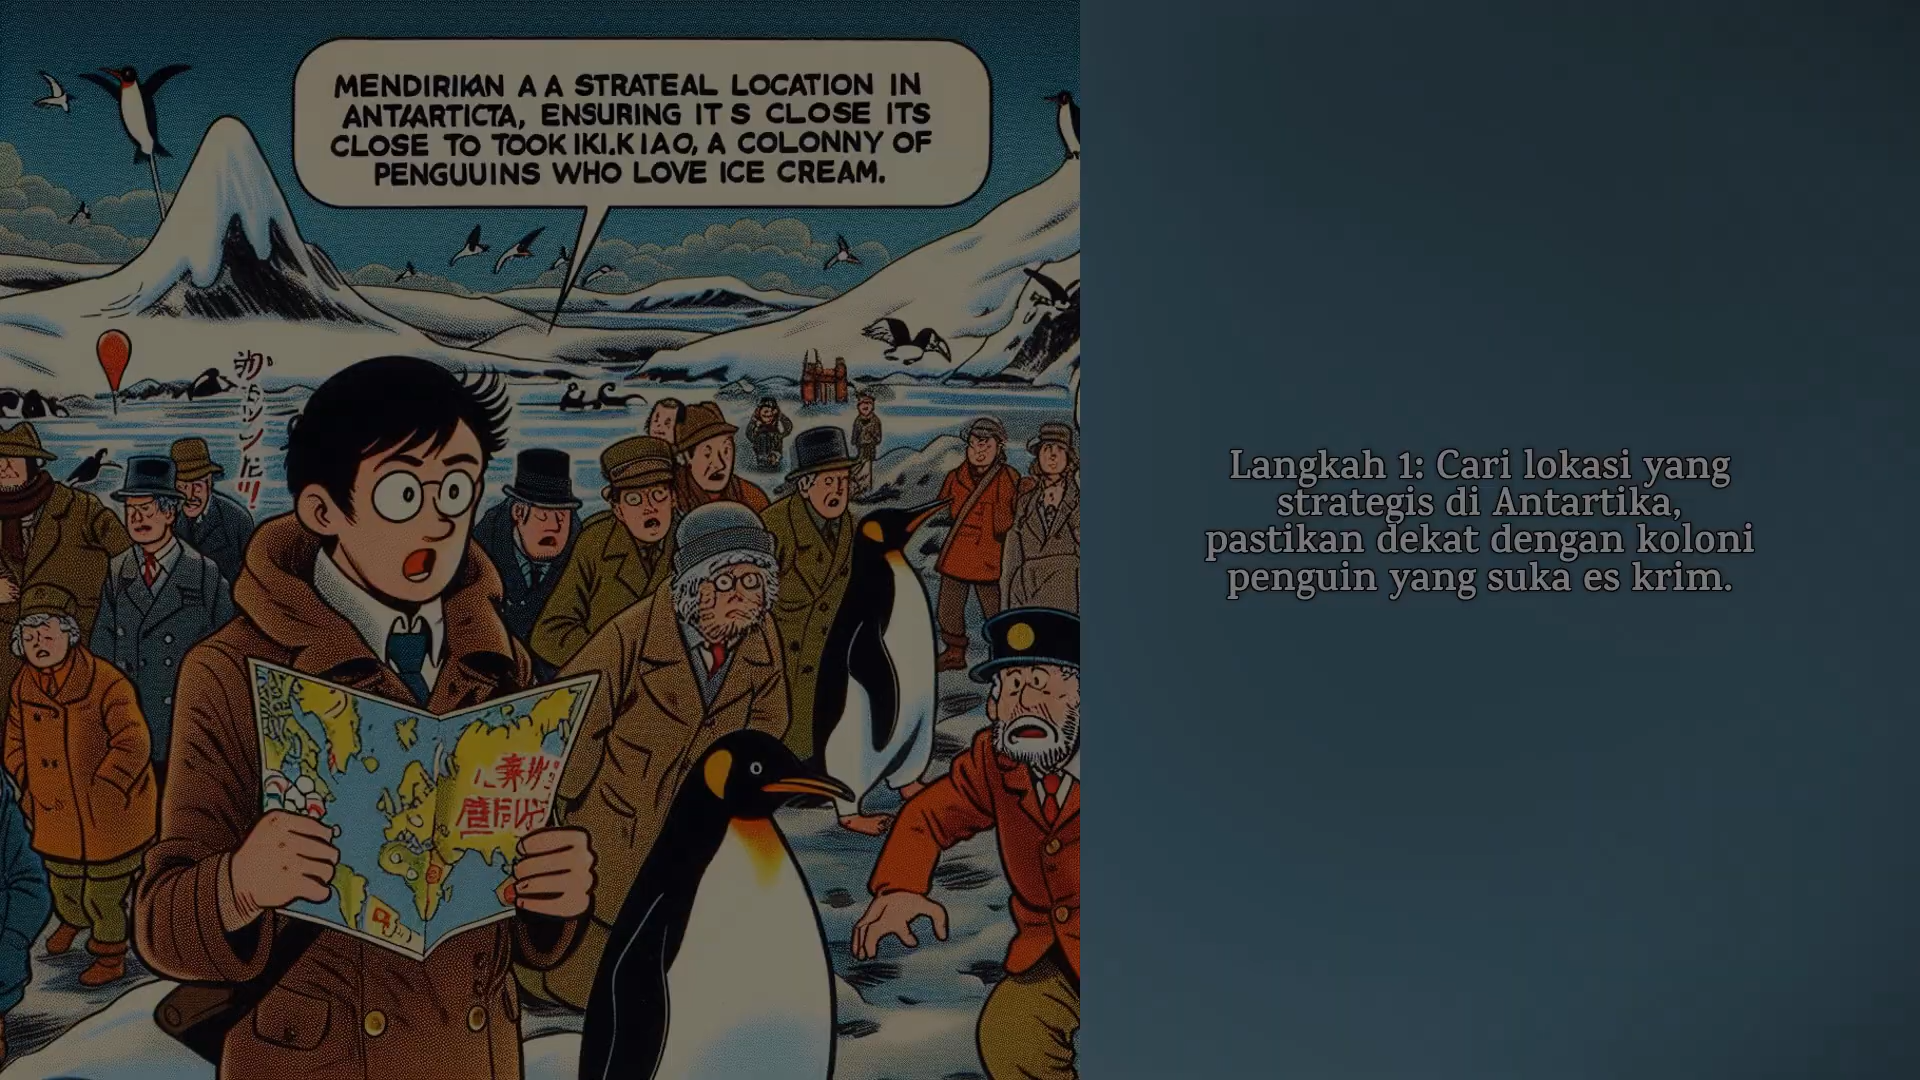 MENDIRIKAN A A STRATEAL LOCATION IN
ANTARTICTA, ENSURING IT S CLOSE ITS
CLOSE TO TOOK IKI.KIAO, A COLONNY OF
PENGUUINS WHO LOVE ICE CREAM.
Langkah 1: Cari lokasi yang
strategis di Antartika,
pastikan dekat dengan koloni
penguin yang suka es krim.